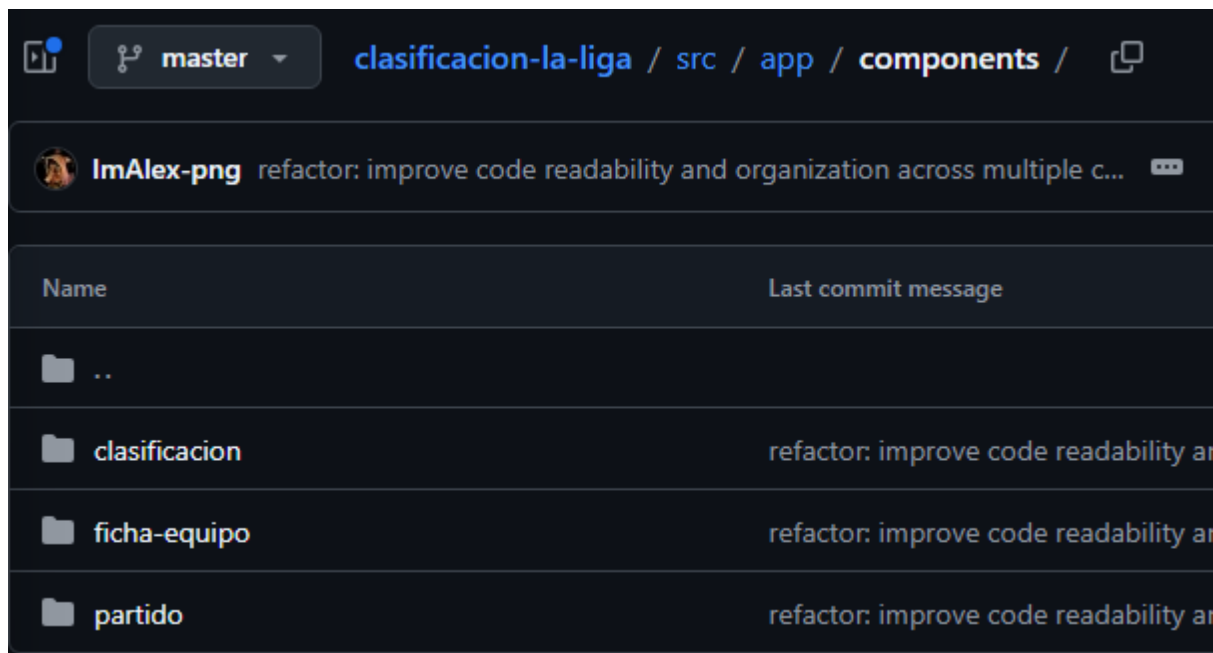 master clasificacion-la-liga / src / app / components /
ImAlex-png refactor: improve code readability and organization across multiple c...
Name Last commit message
..
clasificacion refactor: improve code readability ar
ficha-equipo refactor: improve code readability ar
partido refactor: improve code readability ar